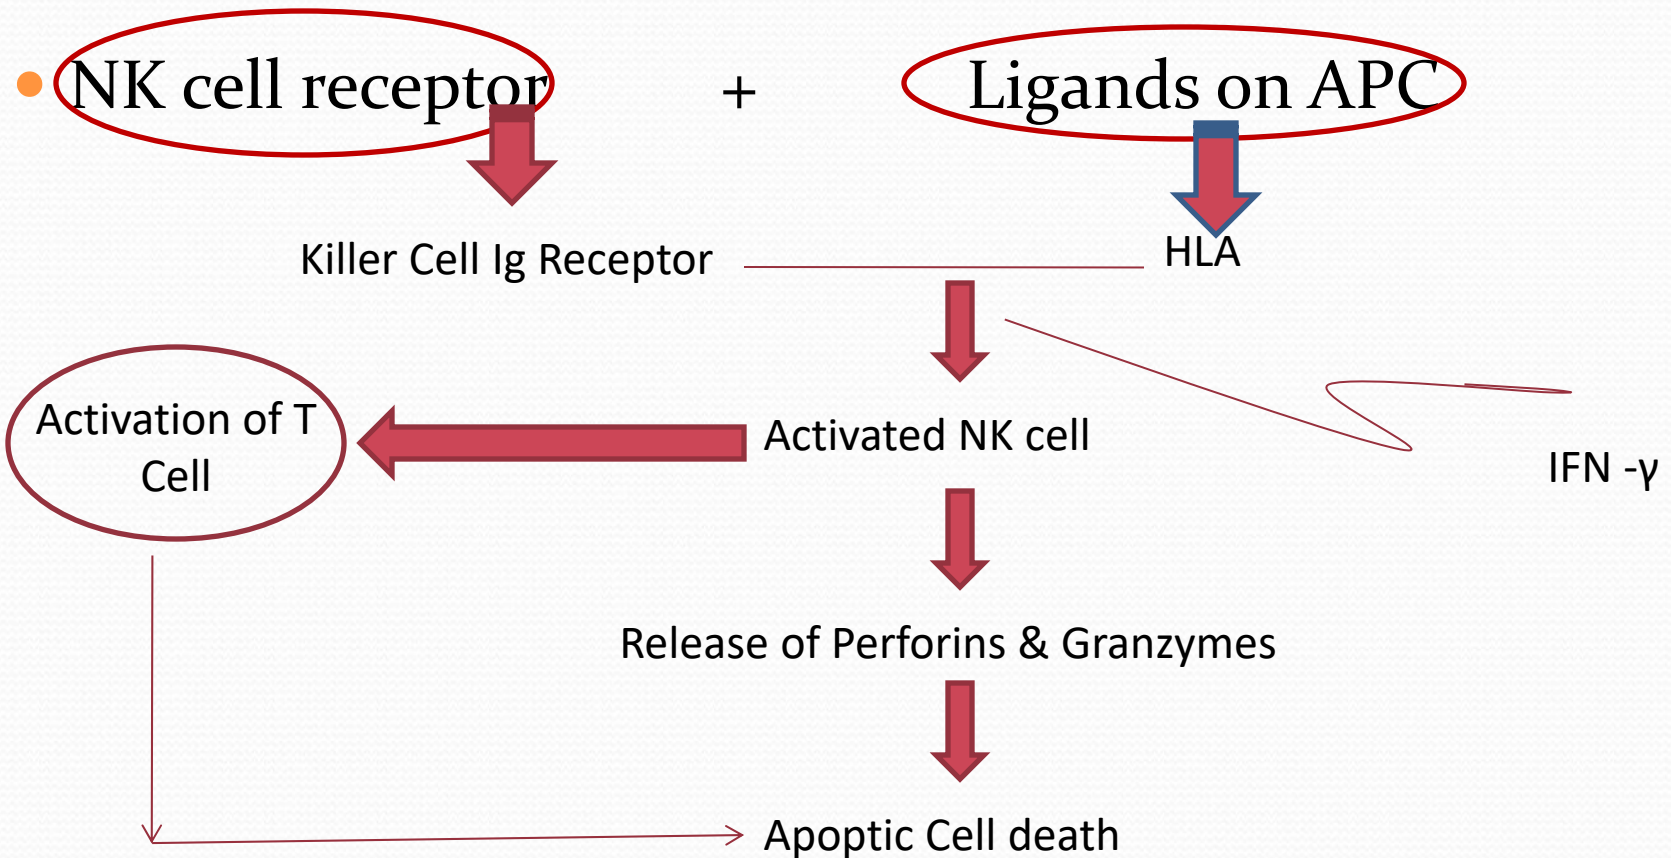 NK cell receptor + Ligands on APC
Killer Cell Ig Receptor HLA
Activation of T
Cell
Activated NK cell
IFN -γ
Release of Perforins & Granzymes
Apoptic Cell death